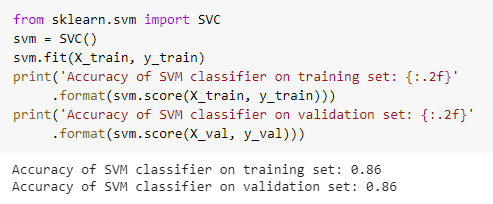 from sklearn.svm import SVC
svm = SVC()
svm.fit(X_train, y_train)
print('Accuracy of SVM classifier on training set: {:.2f}'
     .format(svm.score(X_train, y_train)))
print('Accuracy of SVM classifier on validation set: {:.2f}'
     .format(svm.score(X_val, y_val)))
Accuracy of SVM classifier on training set: 0.86
Accuracy of SVM classifier on validation set: 0.86